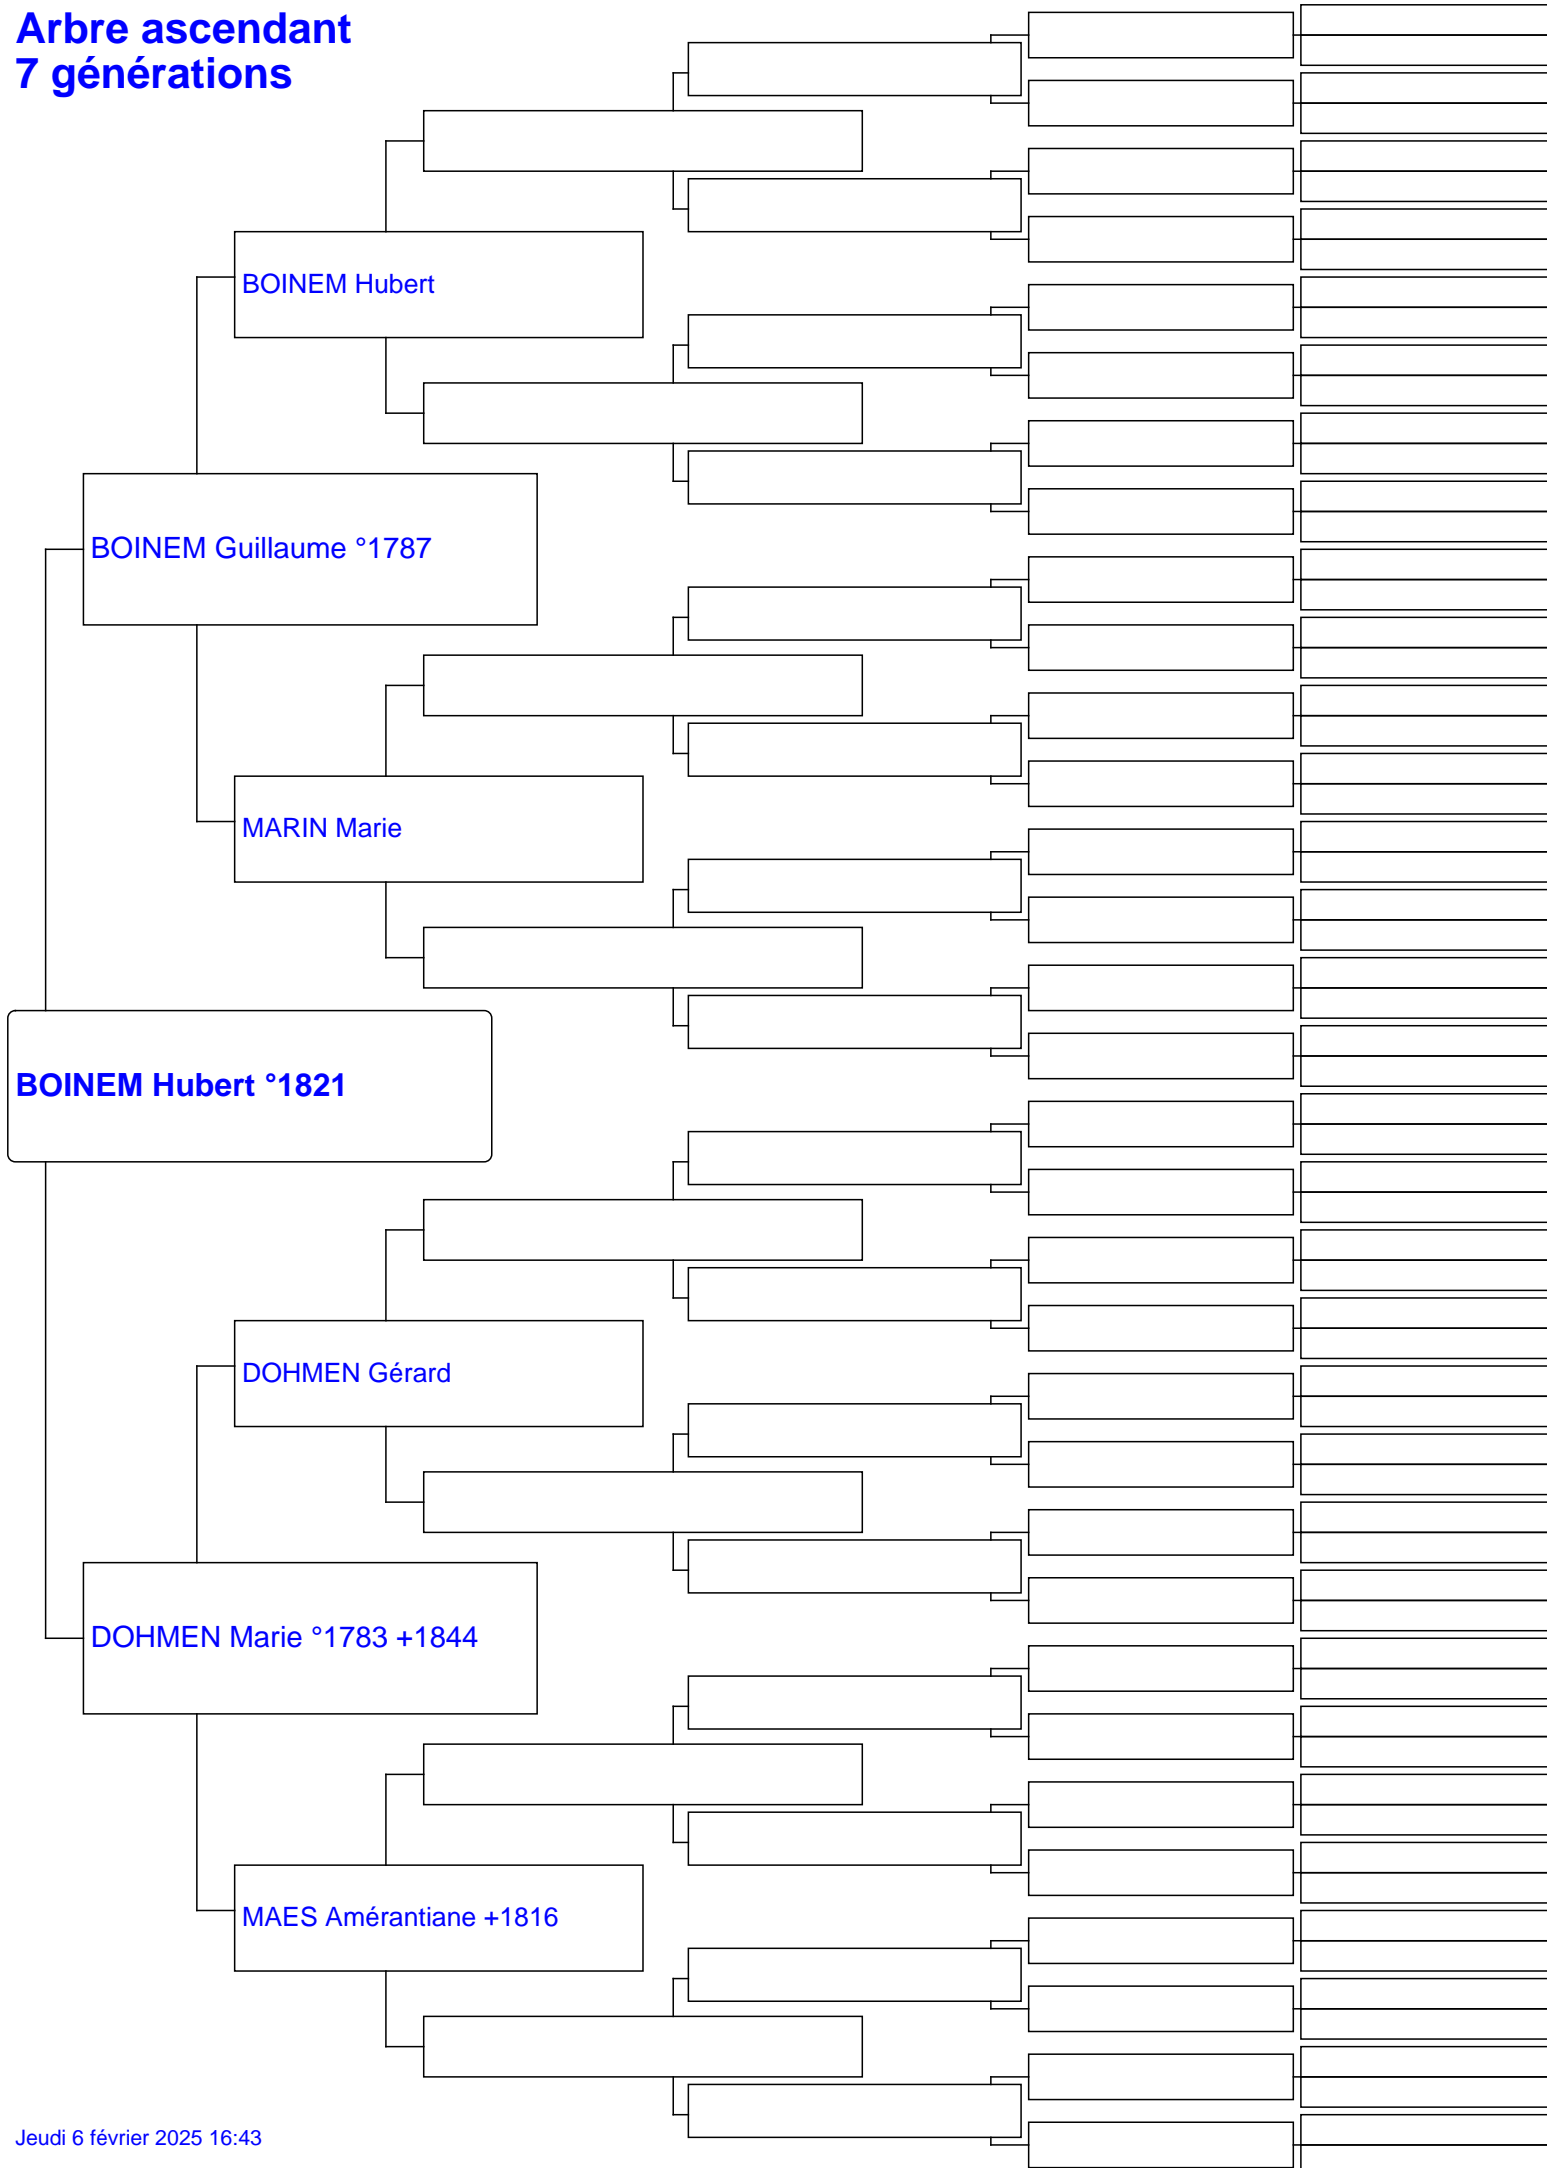 Arbre ascendant
7 générations
BOINEM Hubert
BOINEM Guillaume °1787
MARIN Marie
BOINEM Hubert °1821
DOHMEN Gérard
DOHMEN Marie °1783 +1844
MAES Amérantiane +1816
Jeudi 6 février 2025 16:43